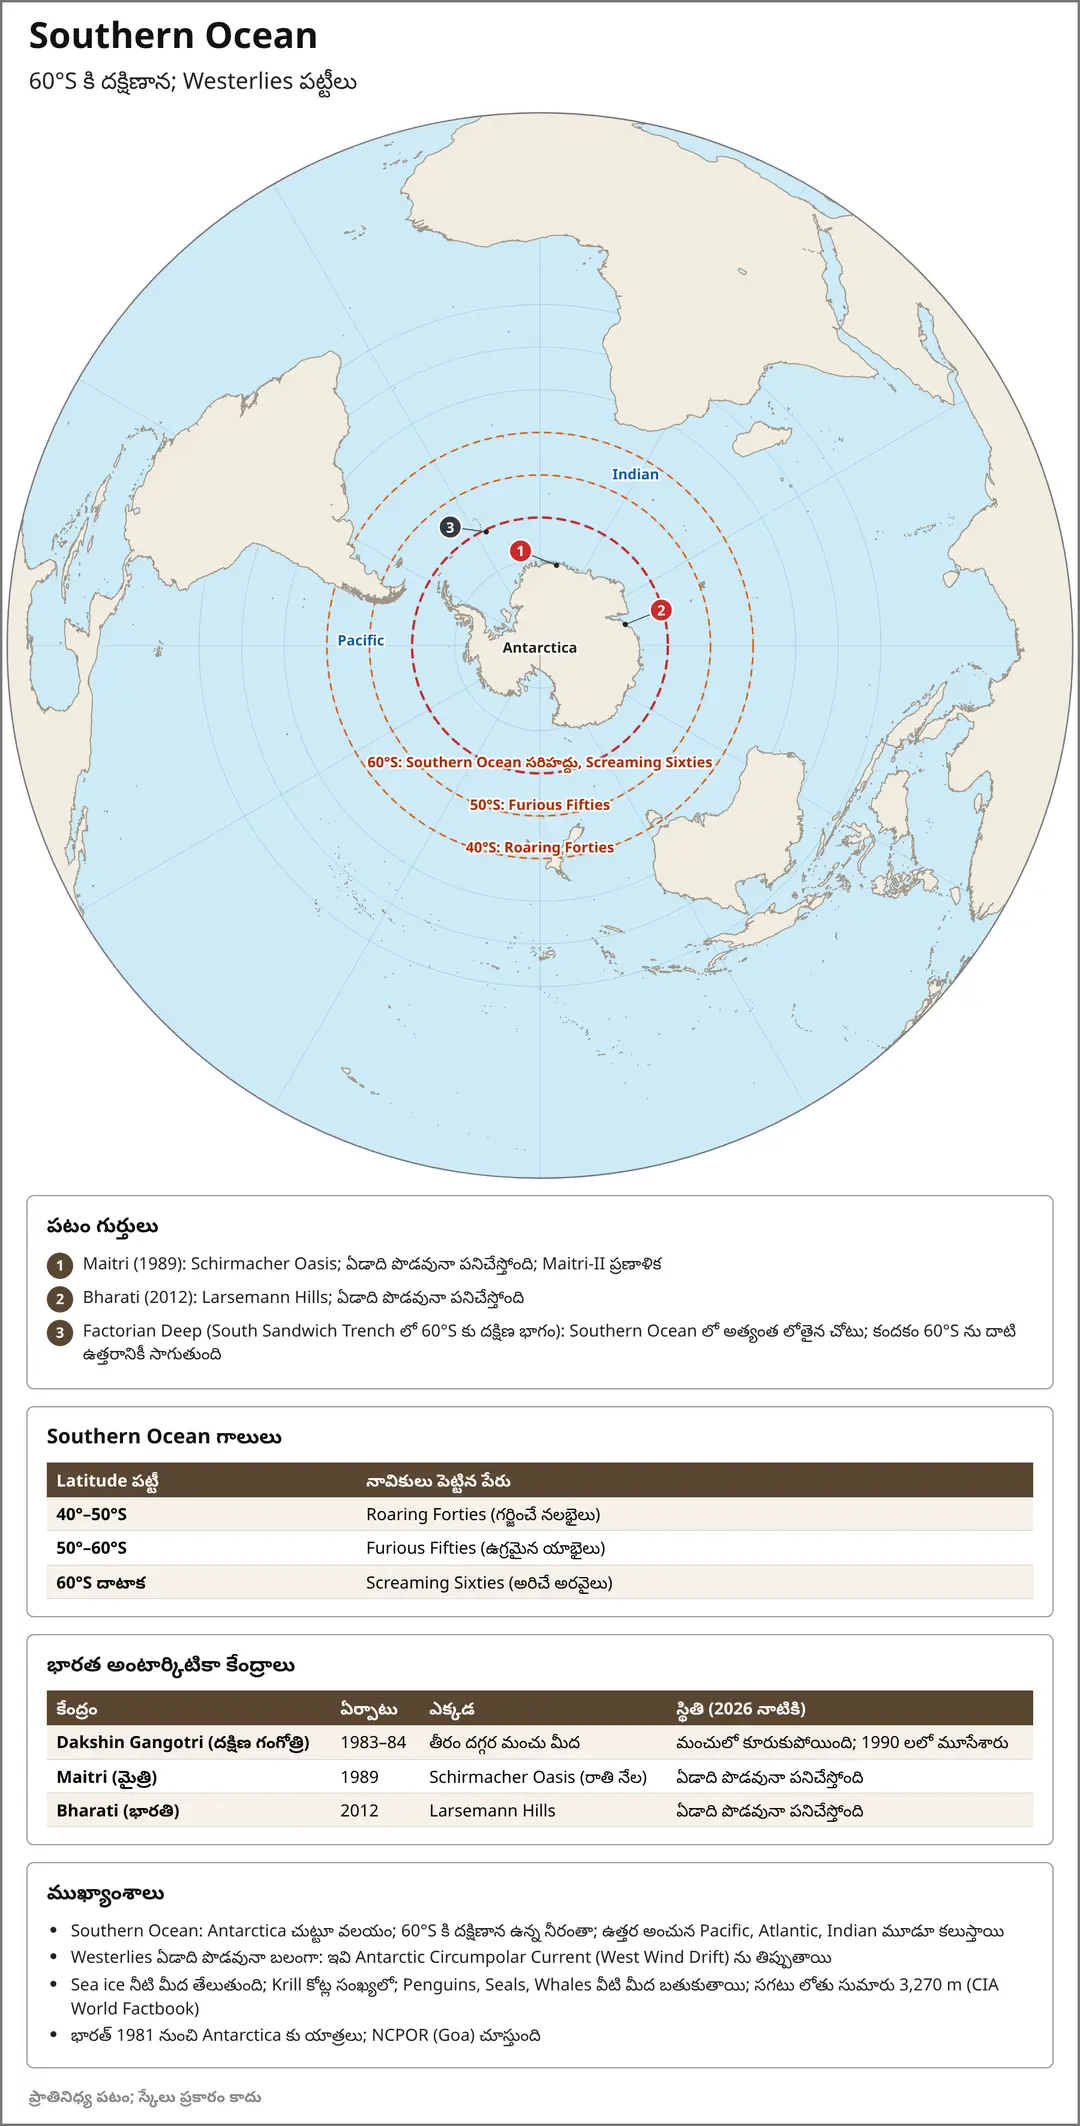 Southern Ocean
60°S కి దక్షిణాన; Westerlies పట్టీలు
Indian
3
1
2
Pacific
Antarctica
60°S: Southern Ocean సరిహద్దు, Screaming Sixties
50°S: Furious Fifties
40°S: Roaring Forties
పటం గుర్తులు
1 Maitri (1989): Schirmacher Oasis; ఏడాది పొడవునా పనిచేస్తోంది; Maitri-II ప్రణాళిక
2 Bharati (2012): Larsemann Hills; ఏడాది పొడవునా పనిచేస్తోంది
3 Factorian Deep (South Sandwich Trench లో 60°S కు దక్షిణ భాగం): Southern Ocean లో అత్యంత లోతైన చోటు; కందకం 60°S ను దాటి
ఉత్తరానికీ సాగుతుంది
Southern Ocean గాలులు
Latitude పట్టీ నావికులు పెట్టిన పేరు
40°–50°S Roaring Forties (గర్జించే నలభైలు)
50°–60°S Furious Fifties (ఉగ్రమైన యాభైలు)
60°S దాటాక Screaming Sixties (అరిచే అరవైలు)
భారత అంటార్కిటికా కేంద్రాలు
కేంద్రం ఏర్పాటు ఎక్కడ స్థితి (2026 నాటికి)
Dakshin Gangotri (దక్షిణ గంగోత్రి) 1983–84 తీరం దగ్గర మంచు మీద మంచులో కూరుకుపోయింది; 1990 లలో మూసేశారు
Maitri (మైత్రి) 1989 Schirmacher Oasis (రాతి నేల) ఏడాది పొడవునా పనిచేస్తోంది
Bharati (భారతి) 2012 Larsemann Hills ఏడాది పొడవునా పనిచేస్తోంది
ముఖ్యాంశాలు
• Southern Ocean: Antarctica చుట్టూ వలయం; 60°S కి దక్షిణాన ఉన్న నీరంతా; ఉత్తర అంచున Pacific, Atlantic, Indian మూడూ కలుస్తాయి
• Westerlies ఏడాది పొడవునా బలంగా: ఇవి Antarctic Circumpolar Current (West Wind Drift) ను తిప్పుతాయి
• Sea ice నీటి మీద తేలుతుంది; Krill కోట్ల సంఖ్యలో; Penguins, Seals, Whales వీటి మీద బతుకుతాయి; సగటు లోతు సుమారు 3,270 m (CIA
World Factbook)
• భారత్ 1981 నుంచి Antarctica కు యాత్రలు; NCPOR (Goa) చూస్తుంది
ప్రాతినిధ్య పటం; స్కేలు ప్రకారం కాదు